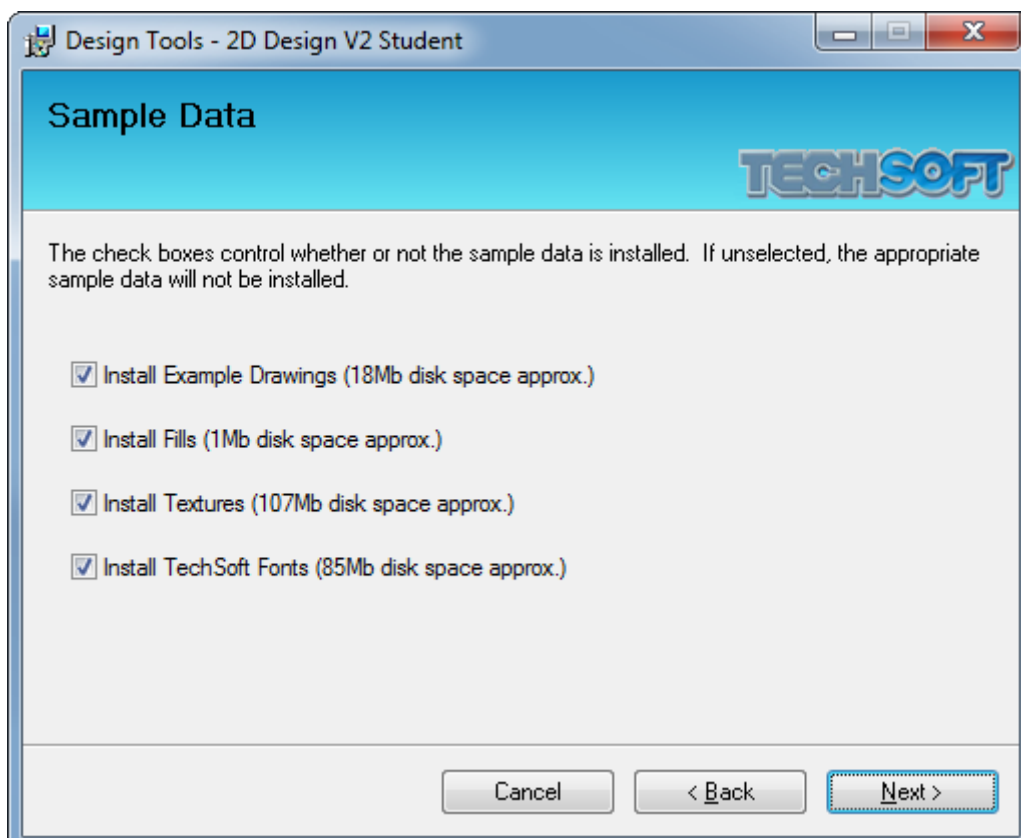 Design Tools - 2D Design V2 Student
Sample Data
TECHSOFT
The check boxes control whether or not the sample data is installed.  If unselected, the appropriate
sample data will not be installed.
Install Example Drawings (18Mb disk space approx.)
Install Fills (1Mb disk space approx.)
Install Textures (107Mb disk space approx.)
Install TechSoft Fonts (85Mb disk space approx.)
Cancel < Back Next >